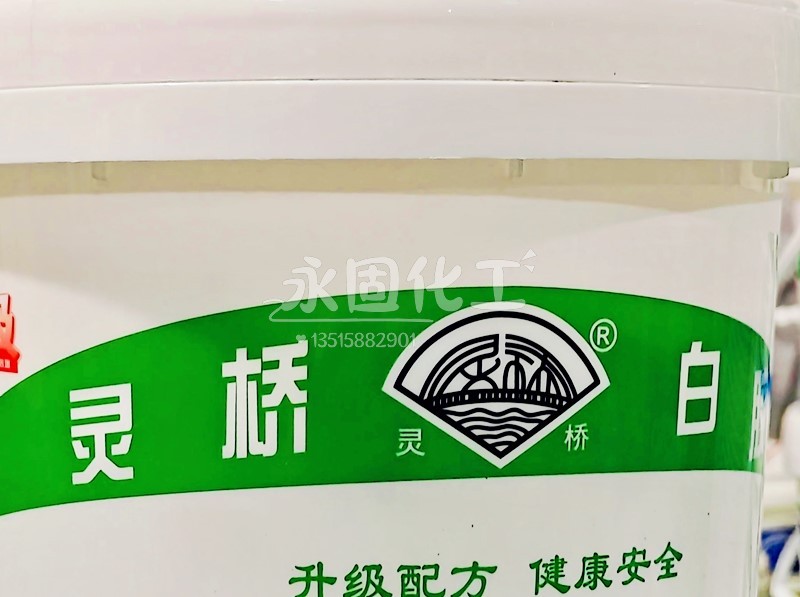 永固化工
13515882901
灵桥 ® 白
灵 桥
升级配方 健康安全